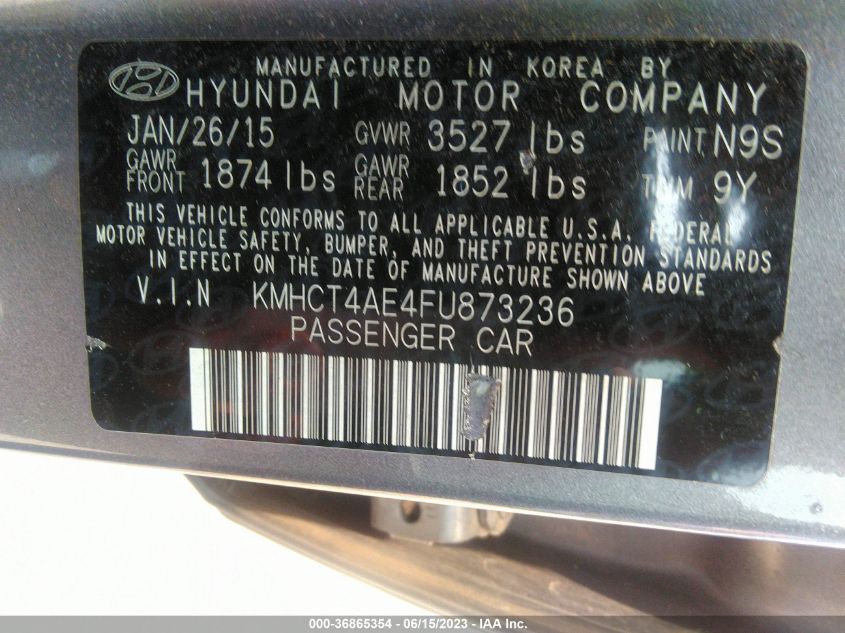 MANUFACTURED IN KOREA BY
HYUNDAI MOTOR COMPANY
JAN/26/15 GVWR 3527 lbs PAINT N9S
GAWR FRONT 1874 lbs GAWR REAR 1852 lbs TRIM 9Y
THIS VEHICLE CONFORMS TO ALL APPLICABLE U.S.A. FEDERAL
MOTOR VEHICLE SAFETY, BUMPER, AND THEFT PREVENTION STANDARDS
IN EFFECT ON THE DATE OF MANUFACTURE SHOWN ABOVE
V.I.N KMHCT4AE4FU873236
PASSENGER CAR
000-36865354 - 06/15/2023 - IAA Inc.